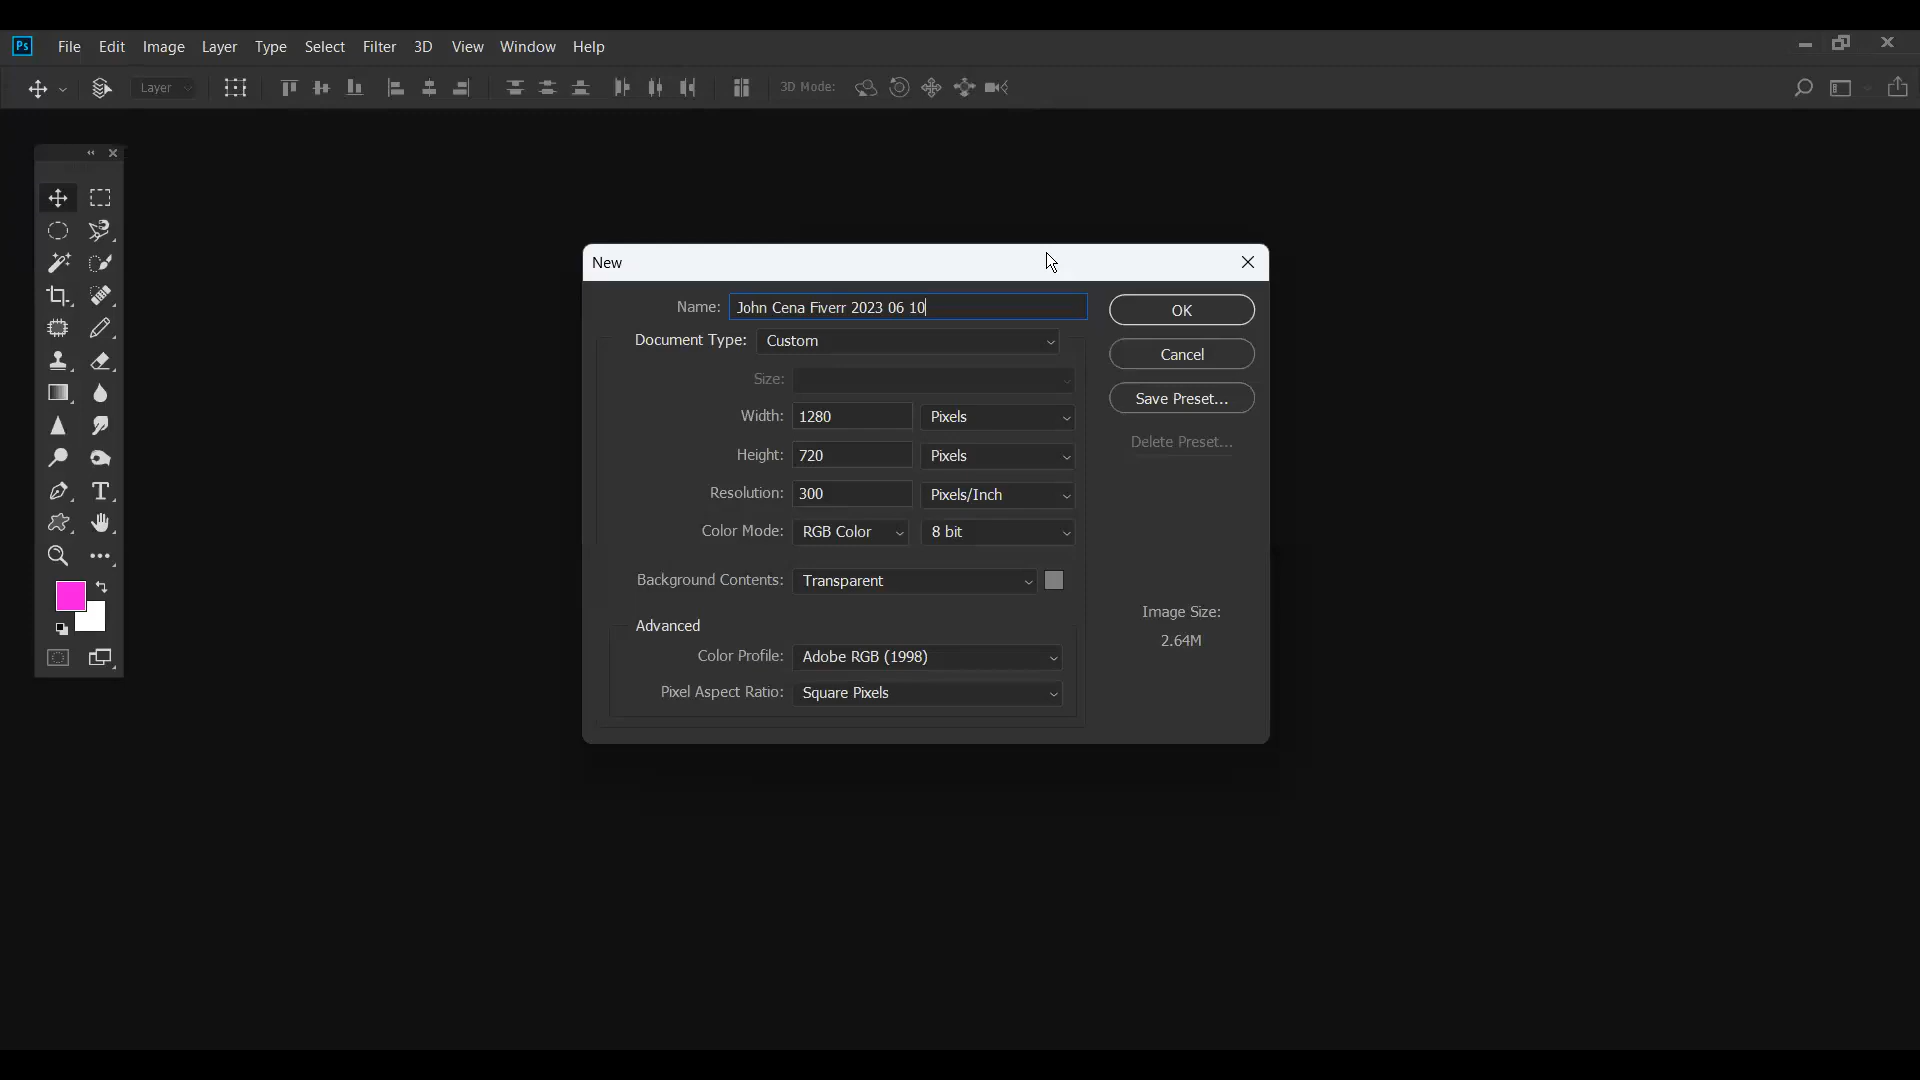 Ps File Edit Image Layer Type Select Filter 3D View Window Help
Layer 3D Mode:
New
Name: John Cena Fiverr 2023 06 10
OK
Document Type: Custom
Cancel
Size:
Save Preset...
Width: 1280 Pixels
Delete Preset...
Height: 720 Pixels
Resolution: 300 Pixels/Inch
Color Mode: RGB Color 8 bit
Background Contents: Transparent
Image Size:
Advanced
2.64M
Color Profile: Adobe RGB (1998)
Pixel Aspect Ratio: Square Pixels